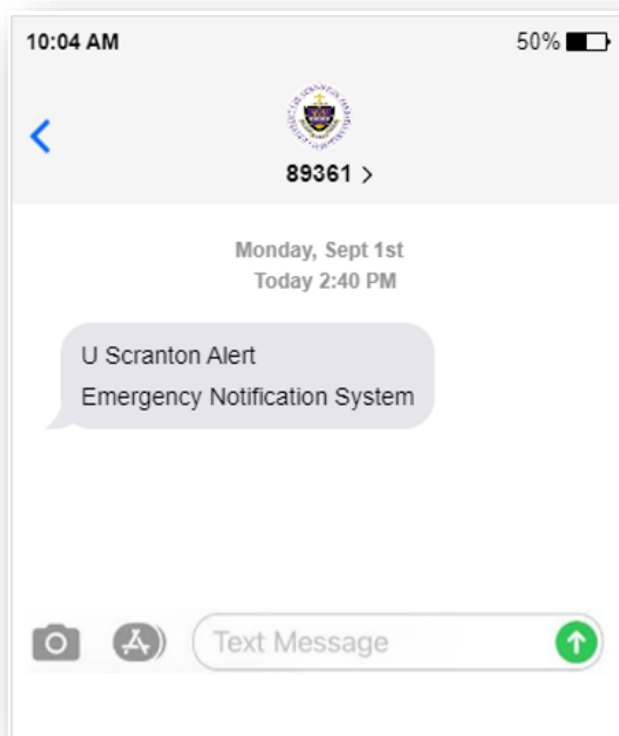 10:04 AM
50%
89361 >
Monday, Sept 1st
Today 2:40 PM
U Scranton Alert
Emergency Notification System
Text Message